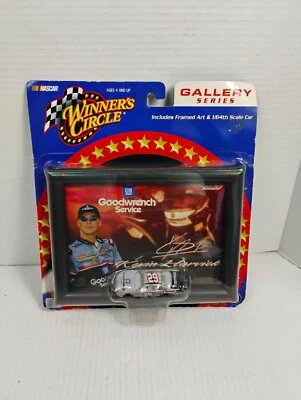 NASCAR
AGES 4 AND UP
WINNER'S
CIRCLE
GALLERY
SERIES
Includes Framed Art & 1/64th Scale Car
GM
Goodwrench
Service
Kevin Harvick
29